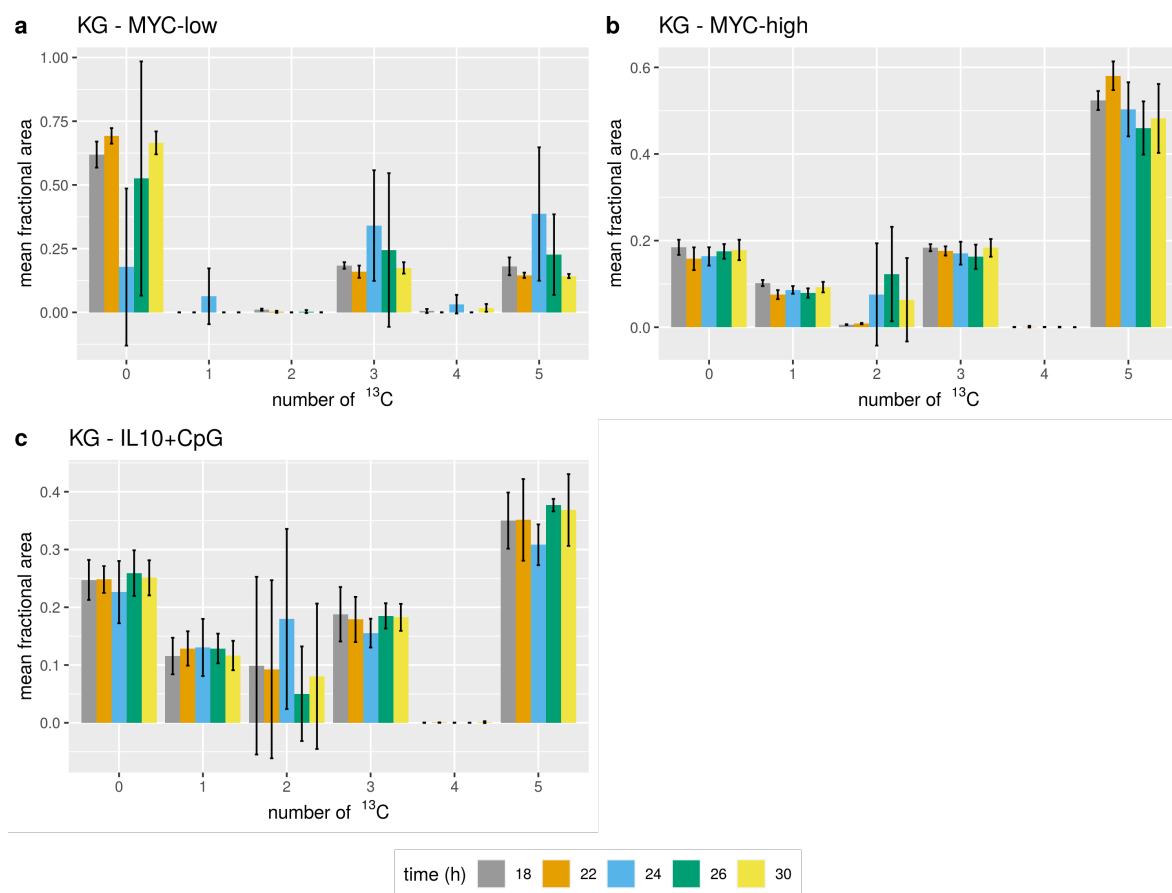 a KG - MYC-low
1.00
0.75
0.50
0.25
0.00
mean fractional area
0 1 2 3 4 5
number of ¹³C
b KG - MYC-high
0.6
0.4
0.2
0.0
mean fractional area
0 1 2 3 4 5
number of ¹³C
c KG - IL10+CpG
0.4
0.3
0.2
0.1
0.0
mean fractional area
0 1 2 3 4 5
number of ¹³C
time (h) 18 22 24 26 30